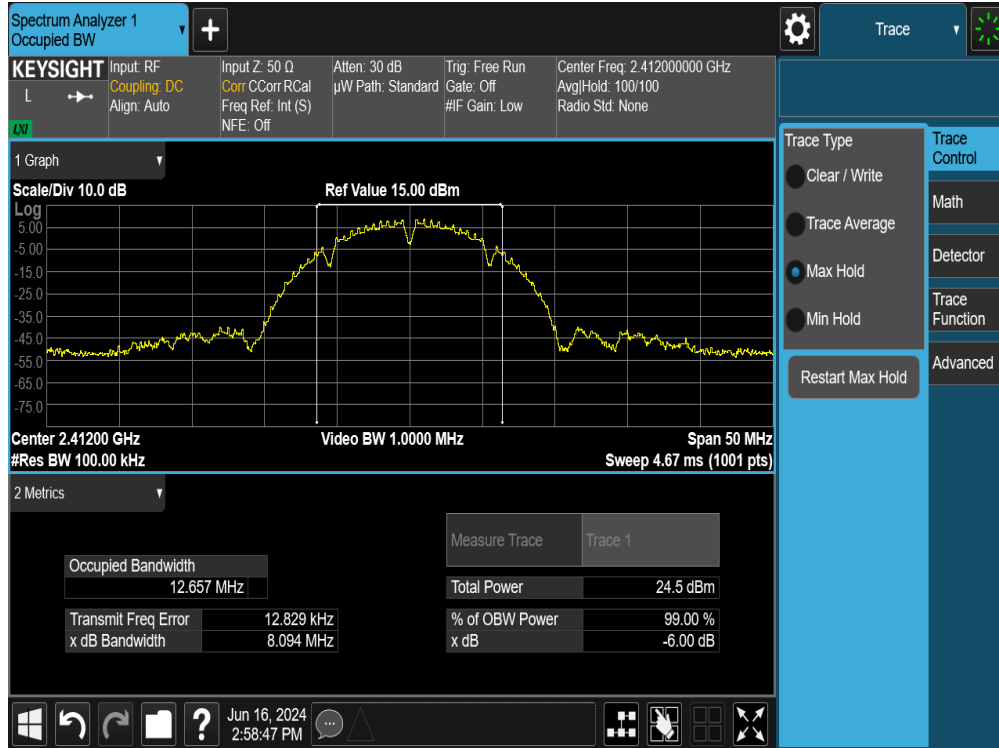 Spectrum Analyzer 1
Occupied BW
+
Trace
KEYSIGHT
L
LXI
Input: RF
Coupling: DC
Align: Auto
Input Z: 50 Ω
Corr CCorr RCal
Freq Ref: Int (S)
NFE: Off
Atten: 30 dB
µW Path: Standard
Trig: Free Run
Gate: Off
#IF Gain: Low
Center Freq: 2.412000000 GHz
Avg|Hold: 100/100
Radio Std: None
1 Graph
Scale/Div 10.0 dB
Ref Value 15.00 dBm
Log
5.00
-5.00
-15.0
-25.0
-35.0
-45.0
-55.0
-65.0
-75.0
Center 2.41200 GHz
Video BW 1.0000 MHz
Span 50 MHz
#Res BW 100.00 kHz
Sweep 4.67 ms (1001 pts)
2 Metrics
Measure Trace
Trace 1
Occupied Bandwidth
12.657 MHz
Total Power
24.5 dBm
Transmit Freq Error
12.829 kHz
% of OBW Power
99.00 %
x dB Bandwidth
8.094 MHz
x dB
-6.00 dB
Trace Type
Clear / Write
Trace Average
Max Hold
Min Hold
Restart Max Hold
Trace
Control
Math
Detector
Trace
Function
Advanced
?
Jun 16, 2024
2:58:47 PM